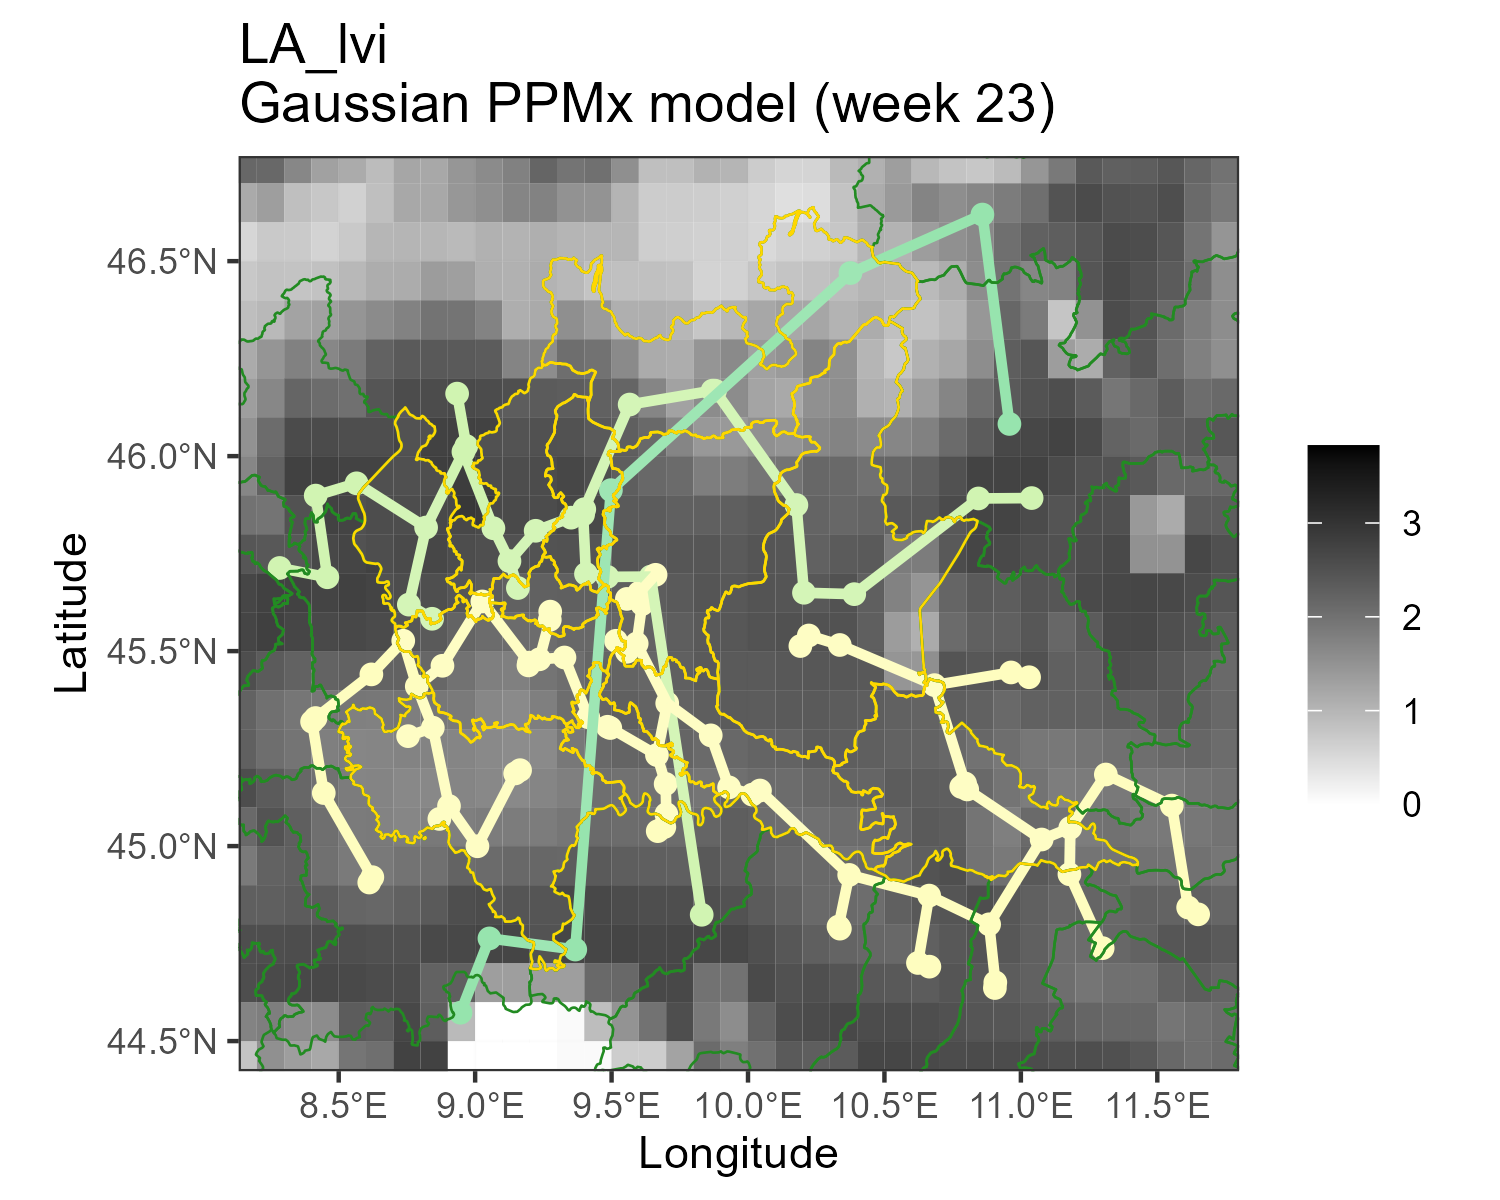 LA_lvi
Gaussian PPMx model (week 23)
46.5°N
46.0°N
45.5°N
45.0°N
44.5°N
Latitude
8.5°E 9.0°E 9.5°E 10.0°E 10.5°E 11.0°E 11.5°E
Longitude
3
2
1
0